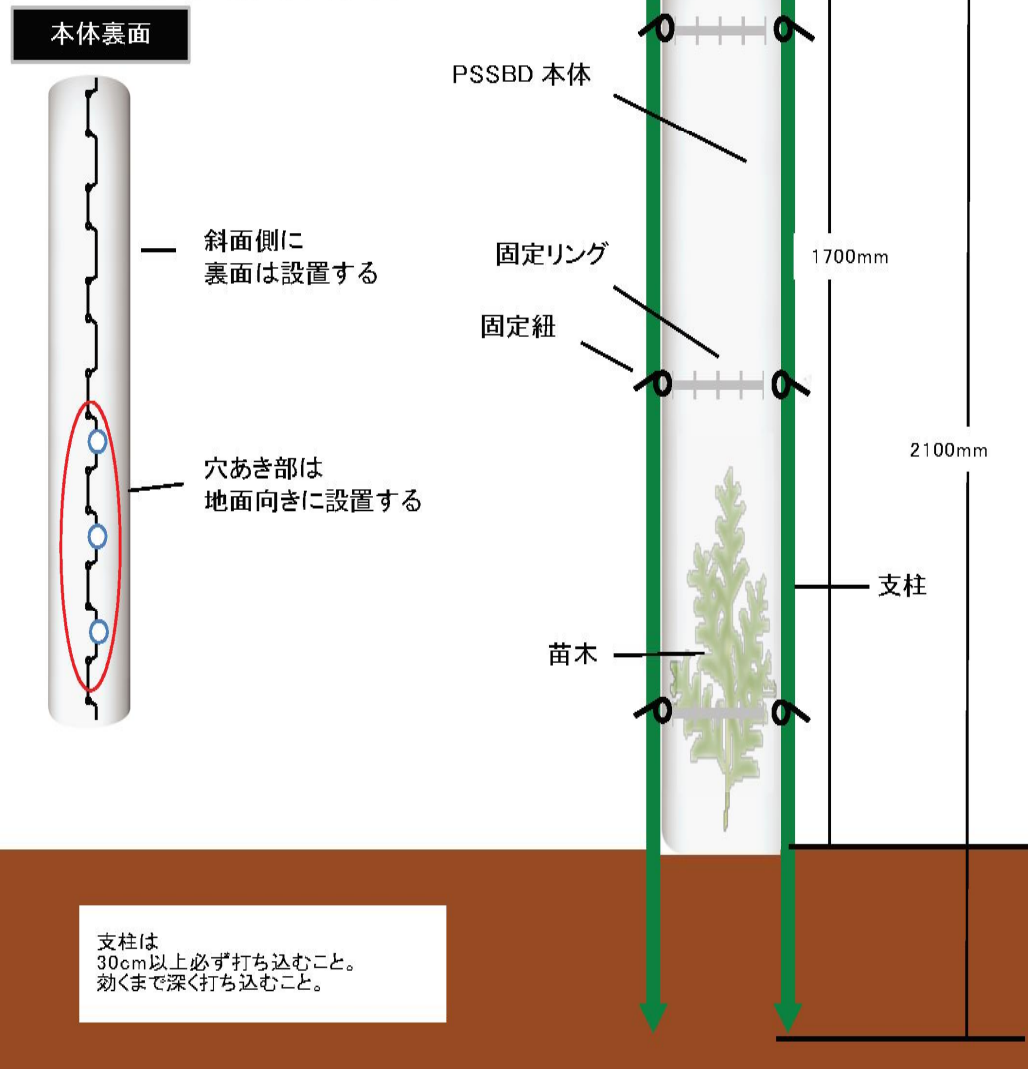 本体裏面
PSSBD 本体
斜面側に
裏面は設置する
固定リング
1700mm
固定紐
2100mm
穴あき部は
地面向きに設置する
支柱
苗木
支柱は
30cm以上必ず打ち込むこと。
効くまで深く打ち込むこと。